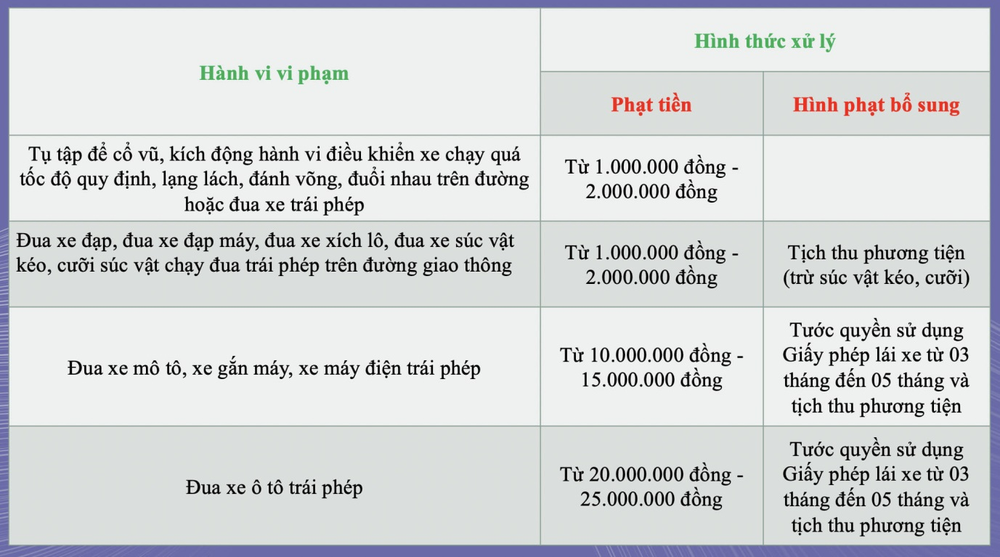 Hành vi vi phạm
Hình thức xử lý
Phạt tiền
Hình phạt bổ sung
Tụ tập để cổ vũ, kích động hành vi điều khiển xe chạy quá
tốc độ quy định, lạng lách, đánh võng, đuổi nhau trên đường
hoặc đua xe trái phép
Từ 1.000.000 đồng -
2.000.000 đồng
Đua xe đạp, đua xe đạp máy, đua xe xích lô, đua xe súc vật
kéo, cưỡi súc vật chạy đua trái phép trên đường giao thông
Từ 1.000.000 đồng -
2.000.000 đồng
Tịch thu phương tiện
(trừ súc vật kéo, cưỡi)
Đua xe mô tô, xe gắn máy, xe máy điện trái phép
Từ 10.000.000 đồng -
15.000.000 đồng
Tước quyền sử dụng
Giấy phép lái xe từ 03
tháng đến 05 tháng và
tịch thu phương tiện
Đua xe ô tô trái phép
Từ 20.000.000 đồng -
25.000.000 đồng
Tước quyền sử dụng
Giấy phép lái xe từ 03
tháng đến 05 tháng và
tịch thu phương tiện